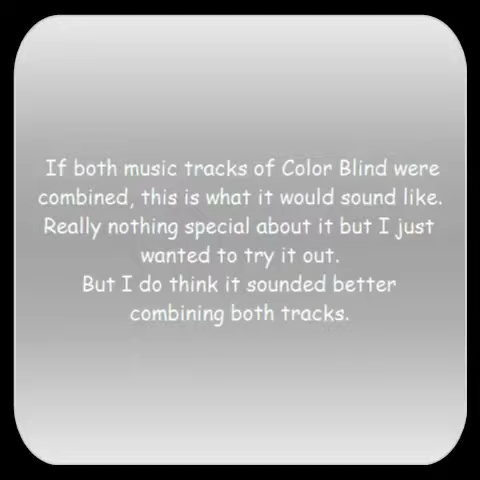 If both music tracks of Color Blind were
combined, this is what it would sound like.
Really nothing special about it but I just
wanted to try it out.
But I do think it sounded better
combining both tracks.